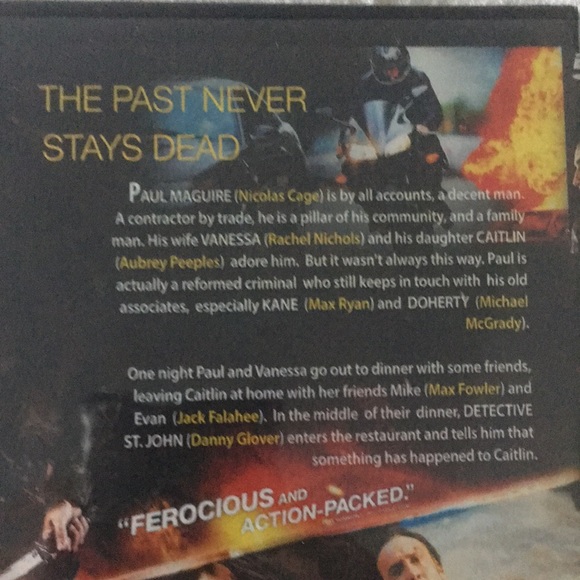 THE PAST NEVER
STAYS DEAD
PAUL MAGUIRE (Nicolas Cage) is by all accounts, a decent man.
A contractor by trade, he is a pillar of his community, and a family
man. His wife VANESSA (Rachel Nichols) and his daughter CAITLIN
(Aubrey Peeples) adore him. But it wasn't always this way. Paul is
actually a reformed criminal who still keeps in touch with his old
associates, especially KANE (Max Ryan) and DOHERTY (Michael
McGrady).
One night Paul and Vanessa go out to dinner with some friends,
leaving Caitlin at home with her friends Mike (Max Fowler) and
Evan (Jack Falahee). In the middle of their dinner, DETECTIVE
ST. JOHN (Danny Glover) enters the restaurant and tells him that
something has happened to Caitlin.
"FEROCIOUS AND
ACTION-PACKED."